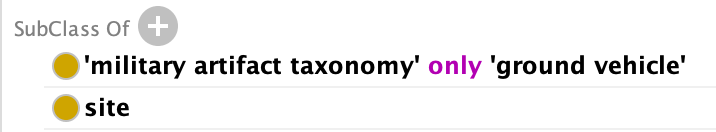 SubClass Of
'military artifact taxonomy' only 'ground vehicle'
site